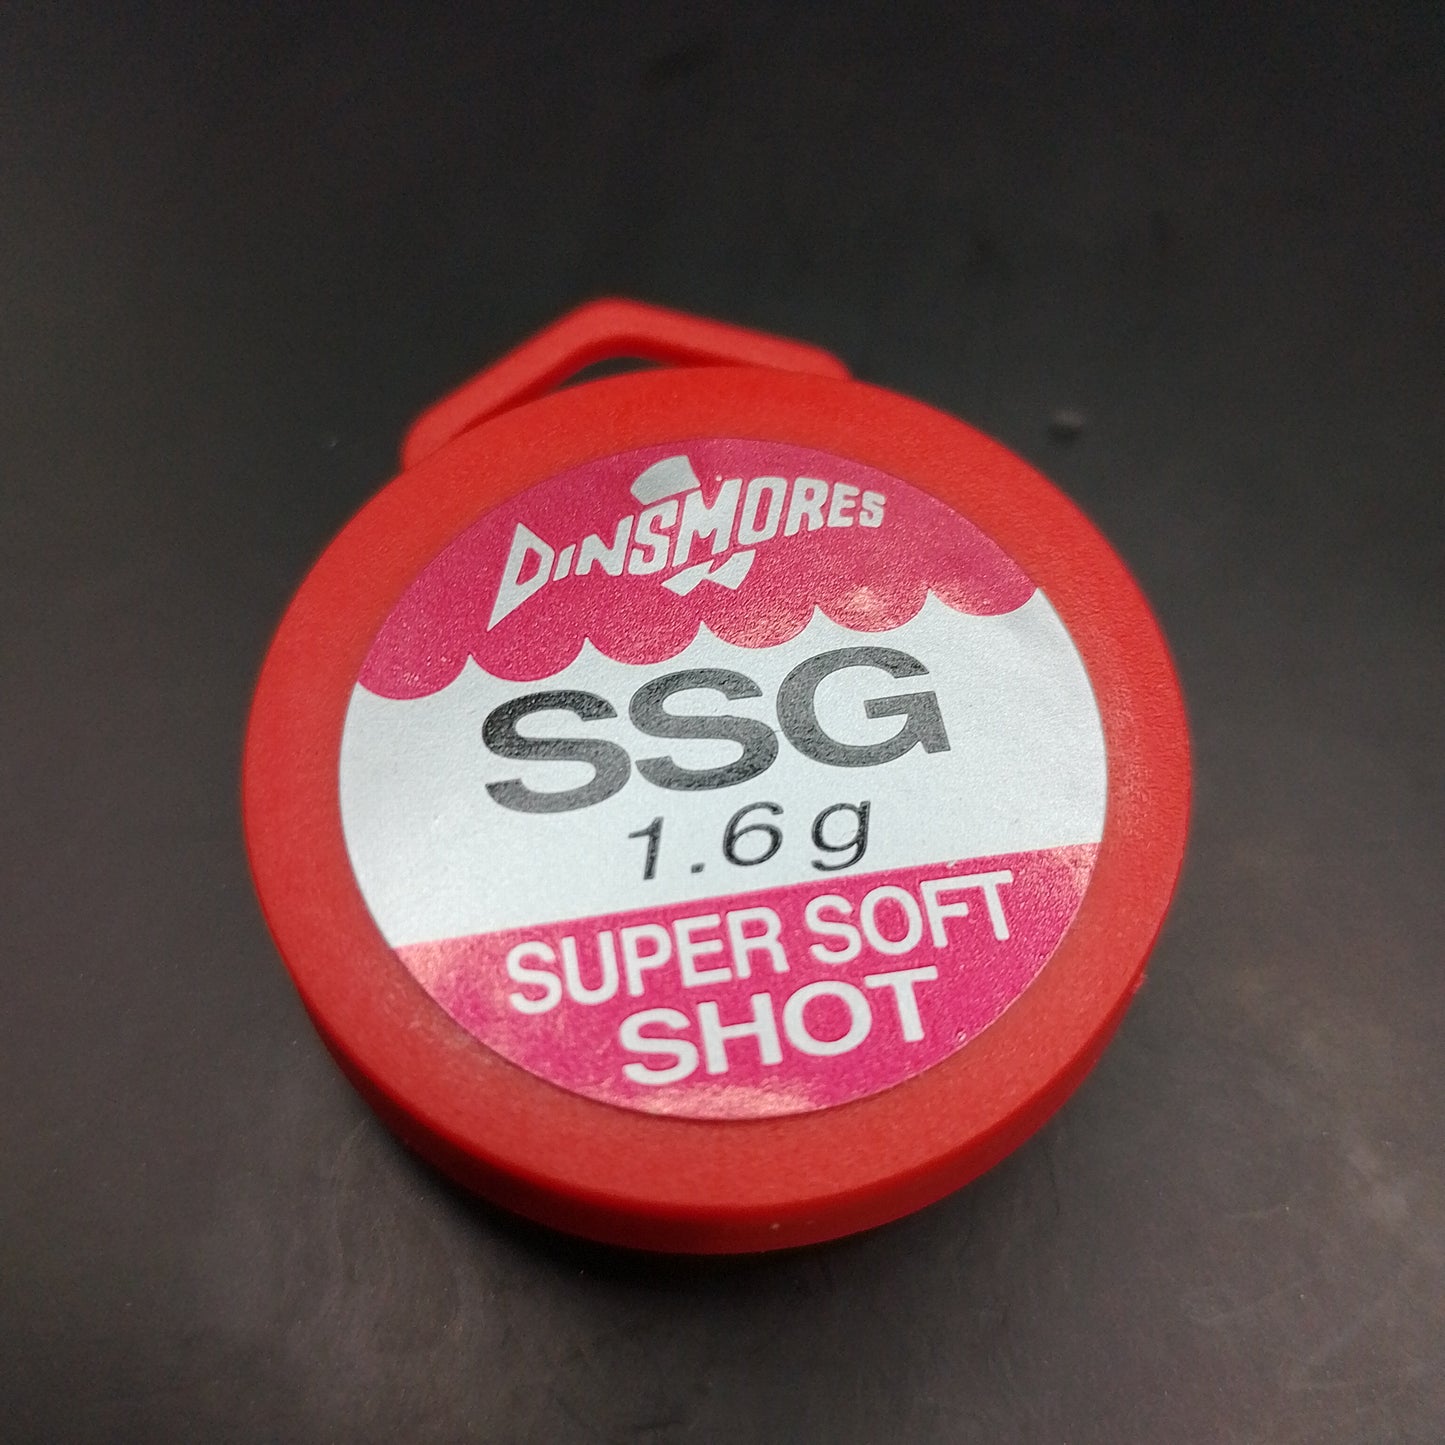 DINSMORES
SSG
1.6g
SUPER SOFT
SHOT